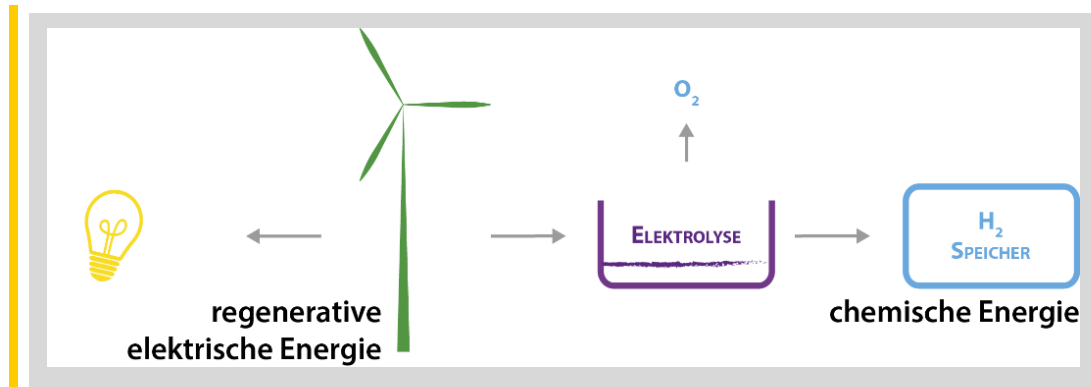 O₂
ELEKTROLYSE
H₂
SPEICHER
regenerative
elektrische Energie
chemische Energie